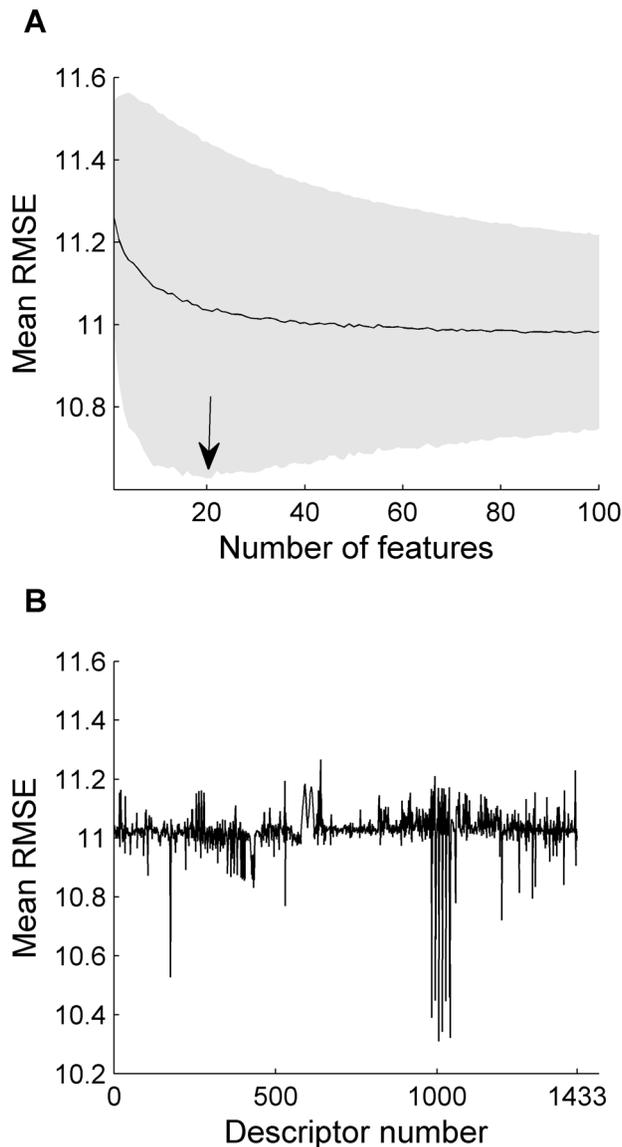 A
11.6
11.4
11.2
11
10.8
Mean RMSE
20 40 60 80 100
Number of features
B
11.6
11.4
11.2
11
10.8
10.6
10.4
10.2
Mean RMSE
0 500 1000 1433
Descriptor number